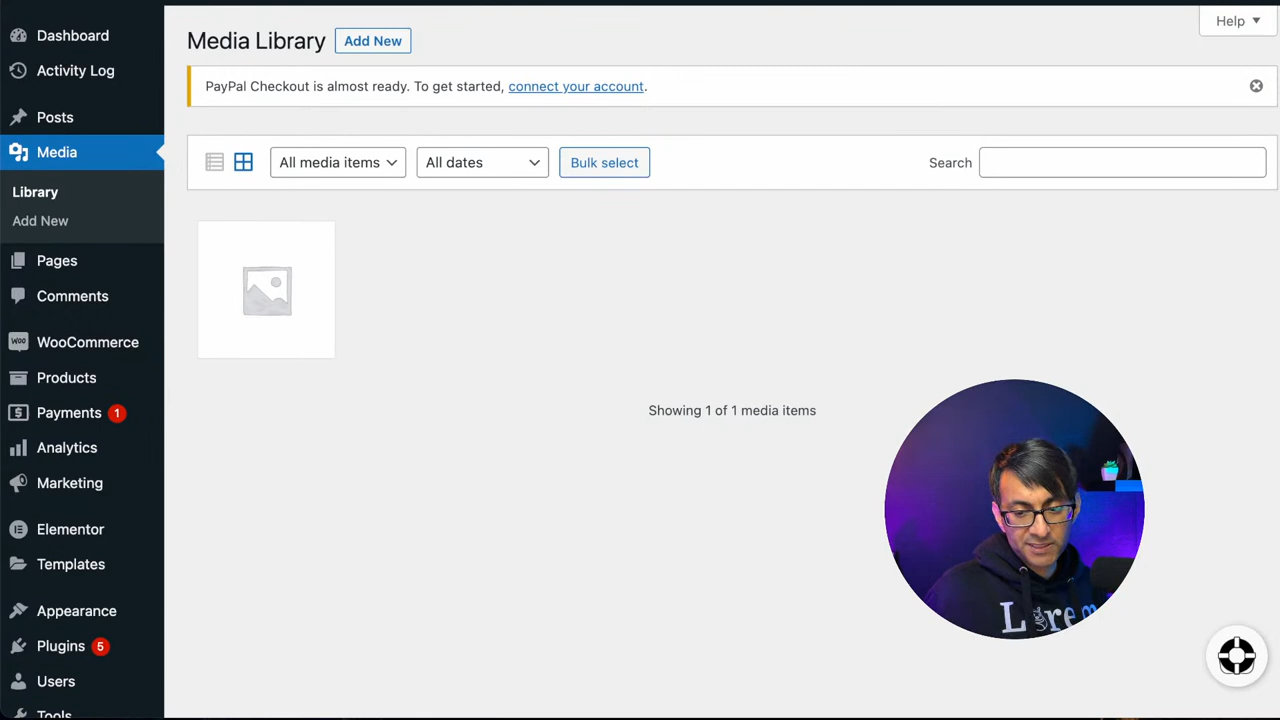 Dashboard
Activity Log
Posts
Media
Library
Add New
Pages
Comments
WooCommerce
Products
Payments 1
Analytics
Marketing
Elementor
Templates
Appearance
Plugins 5
Users
Tools
Help
Media Library Add New
PayPal Checkout is almost ready. To get started, connect your account.
All media items All dates Bulk select Search
Showing 1 of 1 media items
Lorem